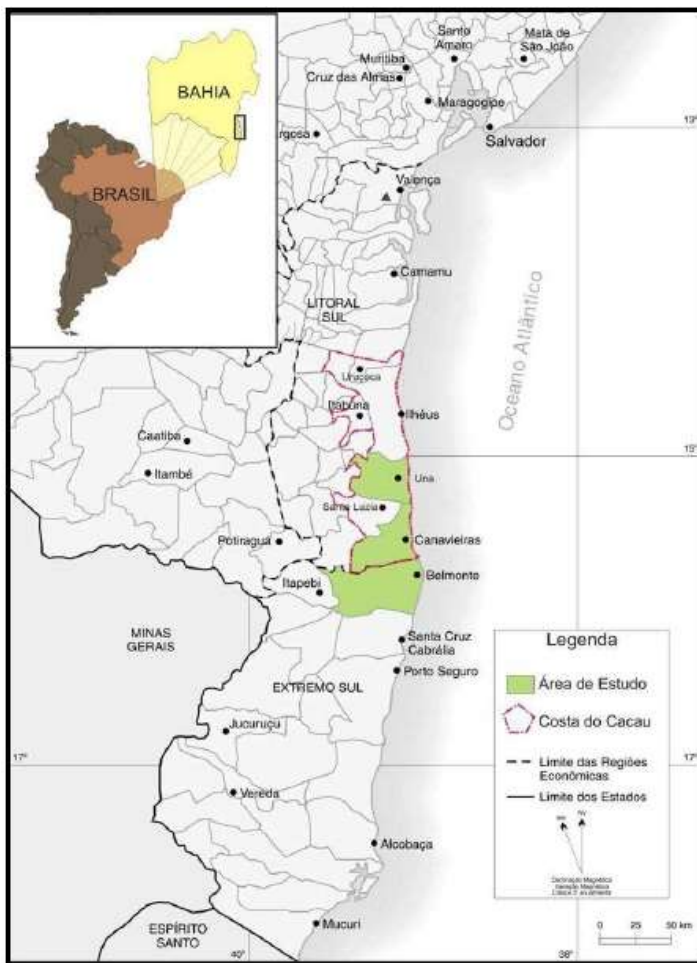 BAHIA
BRASIL
Santo
Amaro
Mata de
São João
Muritiba
Cruz das Almas
Maragogipe
Salvador
13°
Valença
Camamu
LITORAL
SUL
Oceano Atlântico
Uruçuca
Itabuna
Ilhéus
Caatiba
Itambé
15°
Una
Santa Luzia
Potiraguá
Canavieiras
Belmonte
Itapebi
MINAS
GERAIS
Santa Cruz
Cabrália
Porto Seguro
EXTREMO SUL
Jucuruçú
17°
17°
Vereda
Alcobaça
ESPÍRITO
SANTO
Mucuri
40°
38°
Legenda
Área de Estudo
Costa do Cacau
Limite das Regiões
Econômicas
Limite dos Estados
Declinação Magnética
0
25
50 km